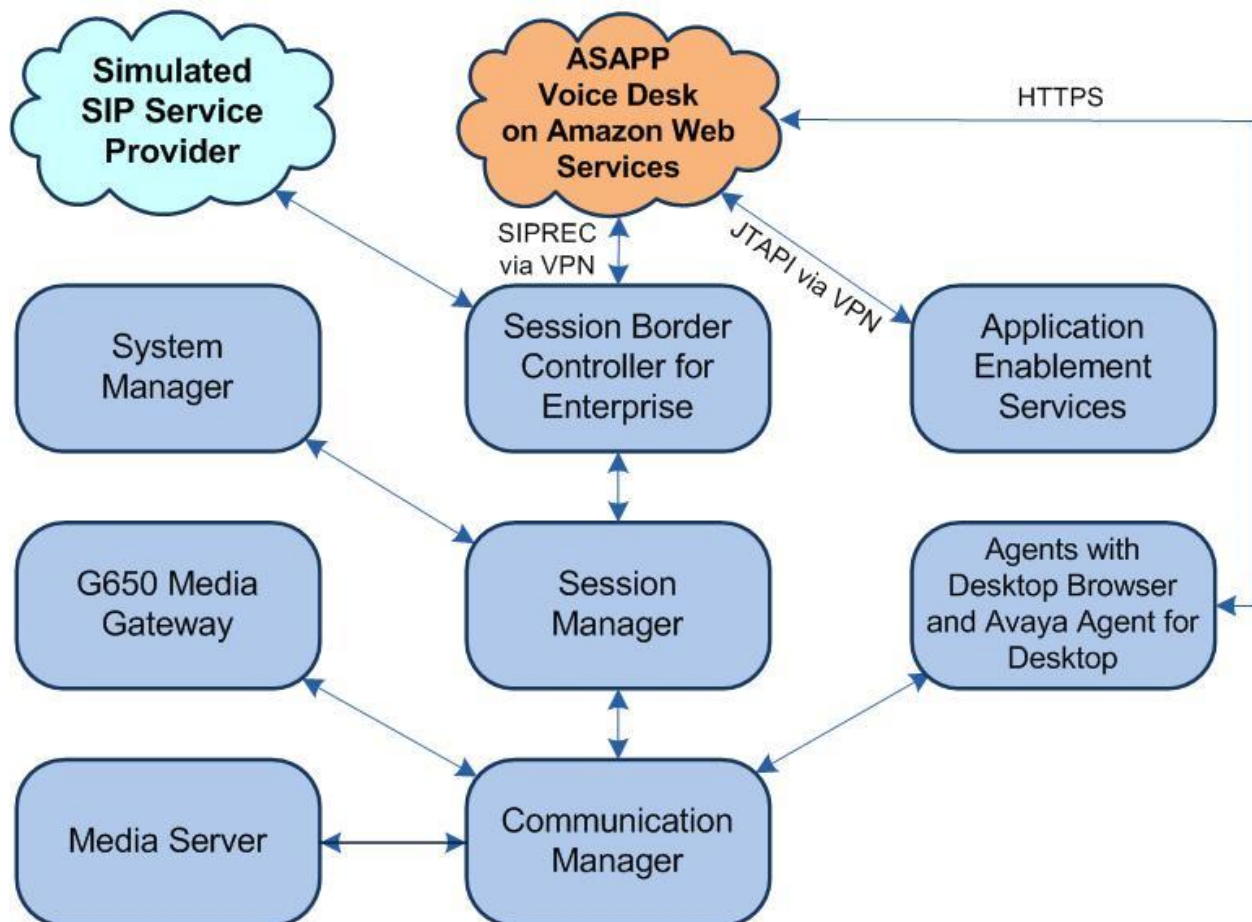 Simulated
SIP Service
Provider
ASAPP
Voice Desk
on Amazon Web
Services
HTTPS
SIPREC
via VPN
JTAPI via VPN
System
Manager
Session Border
Controller for
Enterprise
Application
Enablement
Services
G650 Media
Gateway
Session
Manager
Agents with
Desktop Browser
and Avaya Agent for
Desktop
Media Server
Communication
Manager